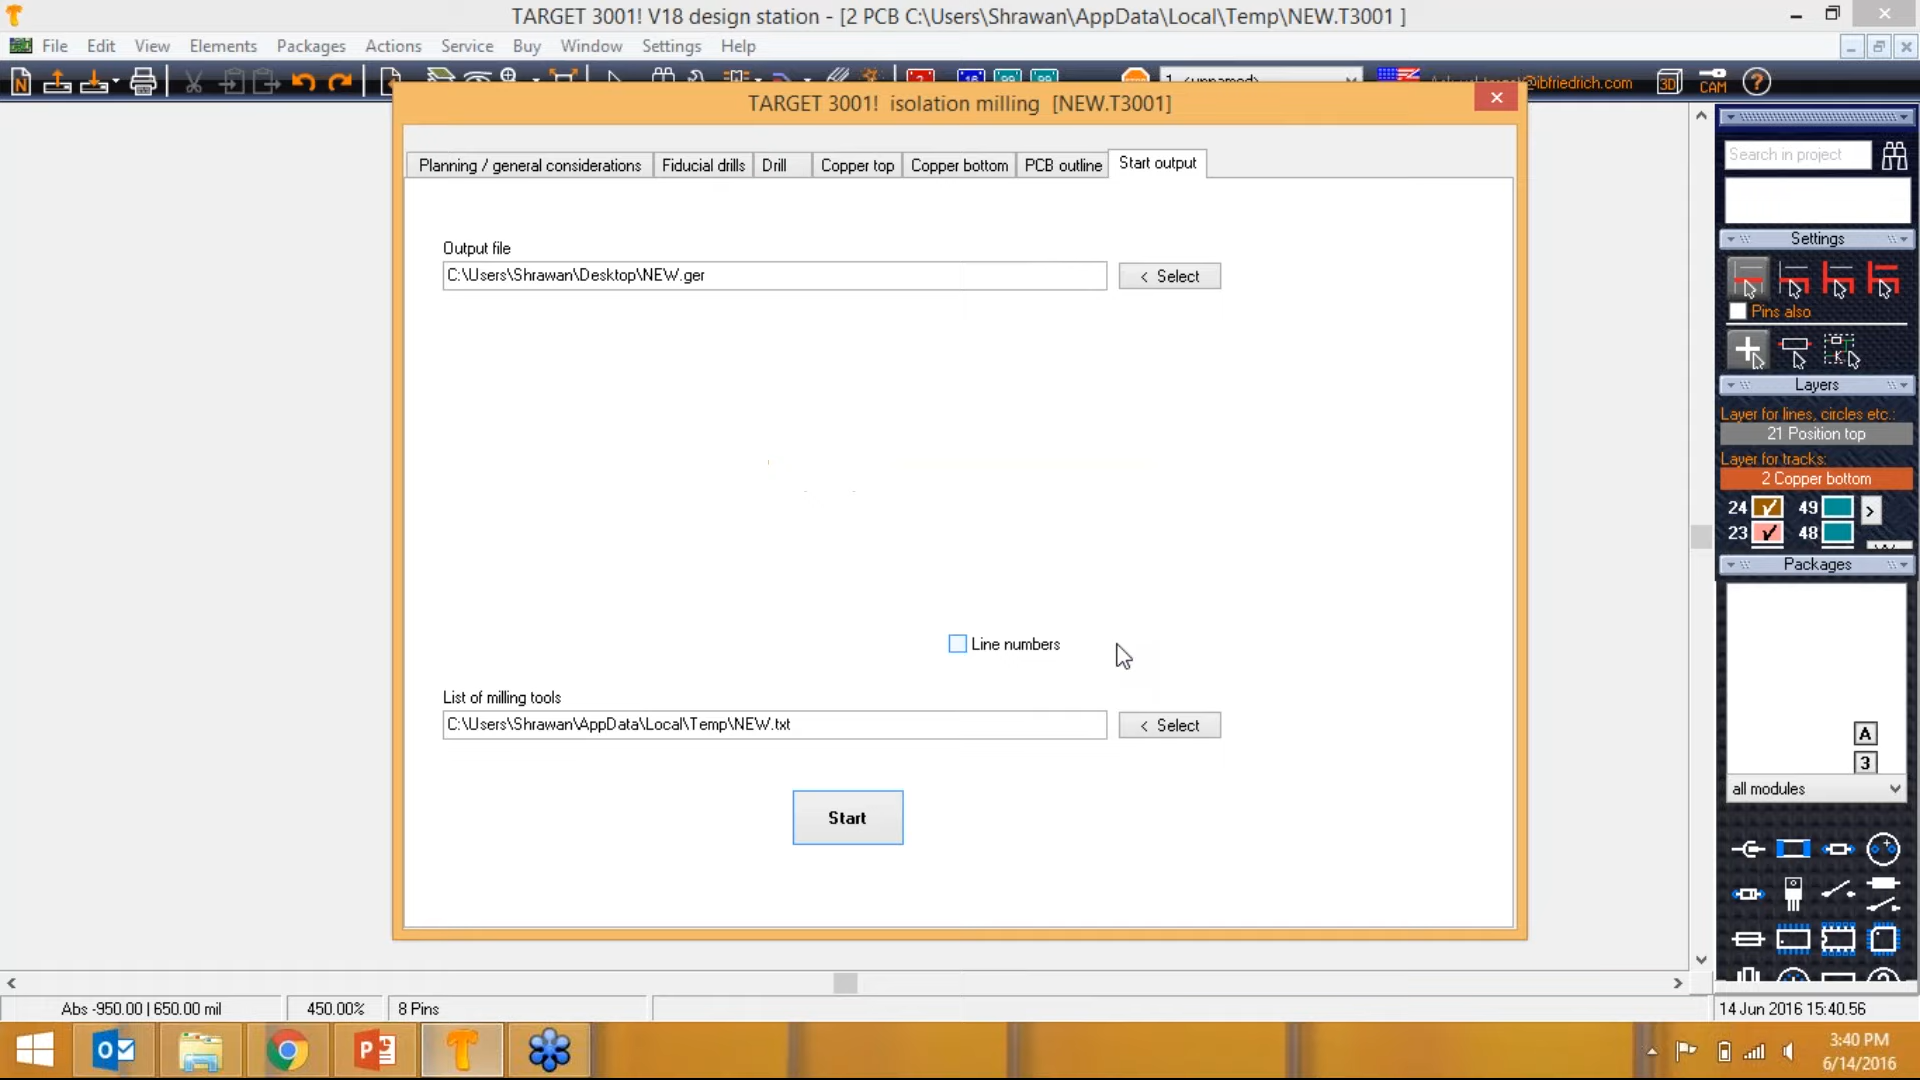 TARGET 3001! V18 design station - [2 PCB C:\Users\Shrawan\AppData\Local\Temp\NEW.T3001 ]
File Edit View Elements Packages Actions Service Buy Window Settings Help
@ibfriedrich.com
3D
CAM
TARGET 3001! isolation milling [NEW.T3001]
Planning / general considerations
Fiducial drills
Drill
Copper top
Copper bottom
PCB outline
Start output
Output file
C:\Users\Shrawan\Desktop\NEW.ger
< Select
Line numbers
List of milling tools
C:\Users\Shrawan\AppData\Local\Temp\NEW.txt
< Select
Start
Search in project
Settings
Pins also
Layers
Layer for lines, circles etc.:
21 Position top
Layer for tracks:
2 Copper bottom
24 49 >
23 48
Packages
A
3
all modules
Abs -950.00 | 650.00 mil
450.00%
8 Pins
14 Jun 2016 15:40.56
3:40 PM
6/14/2016